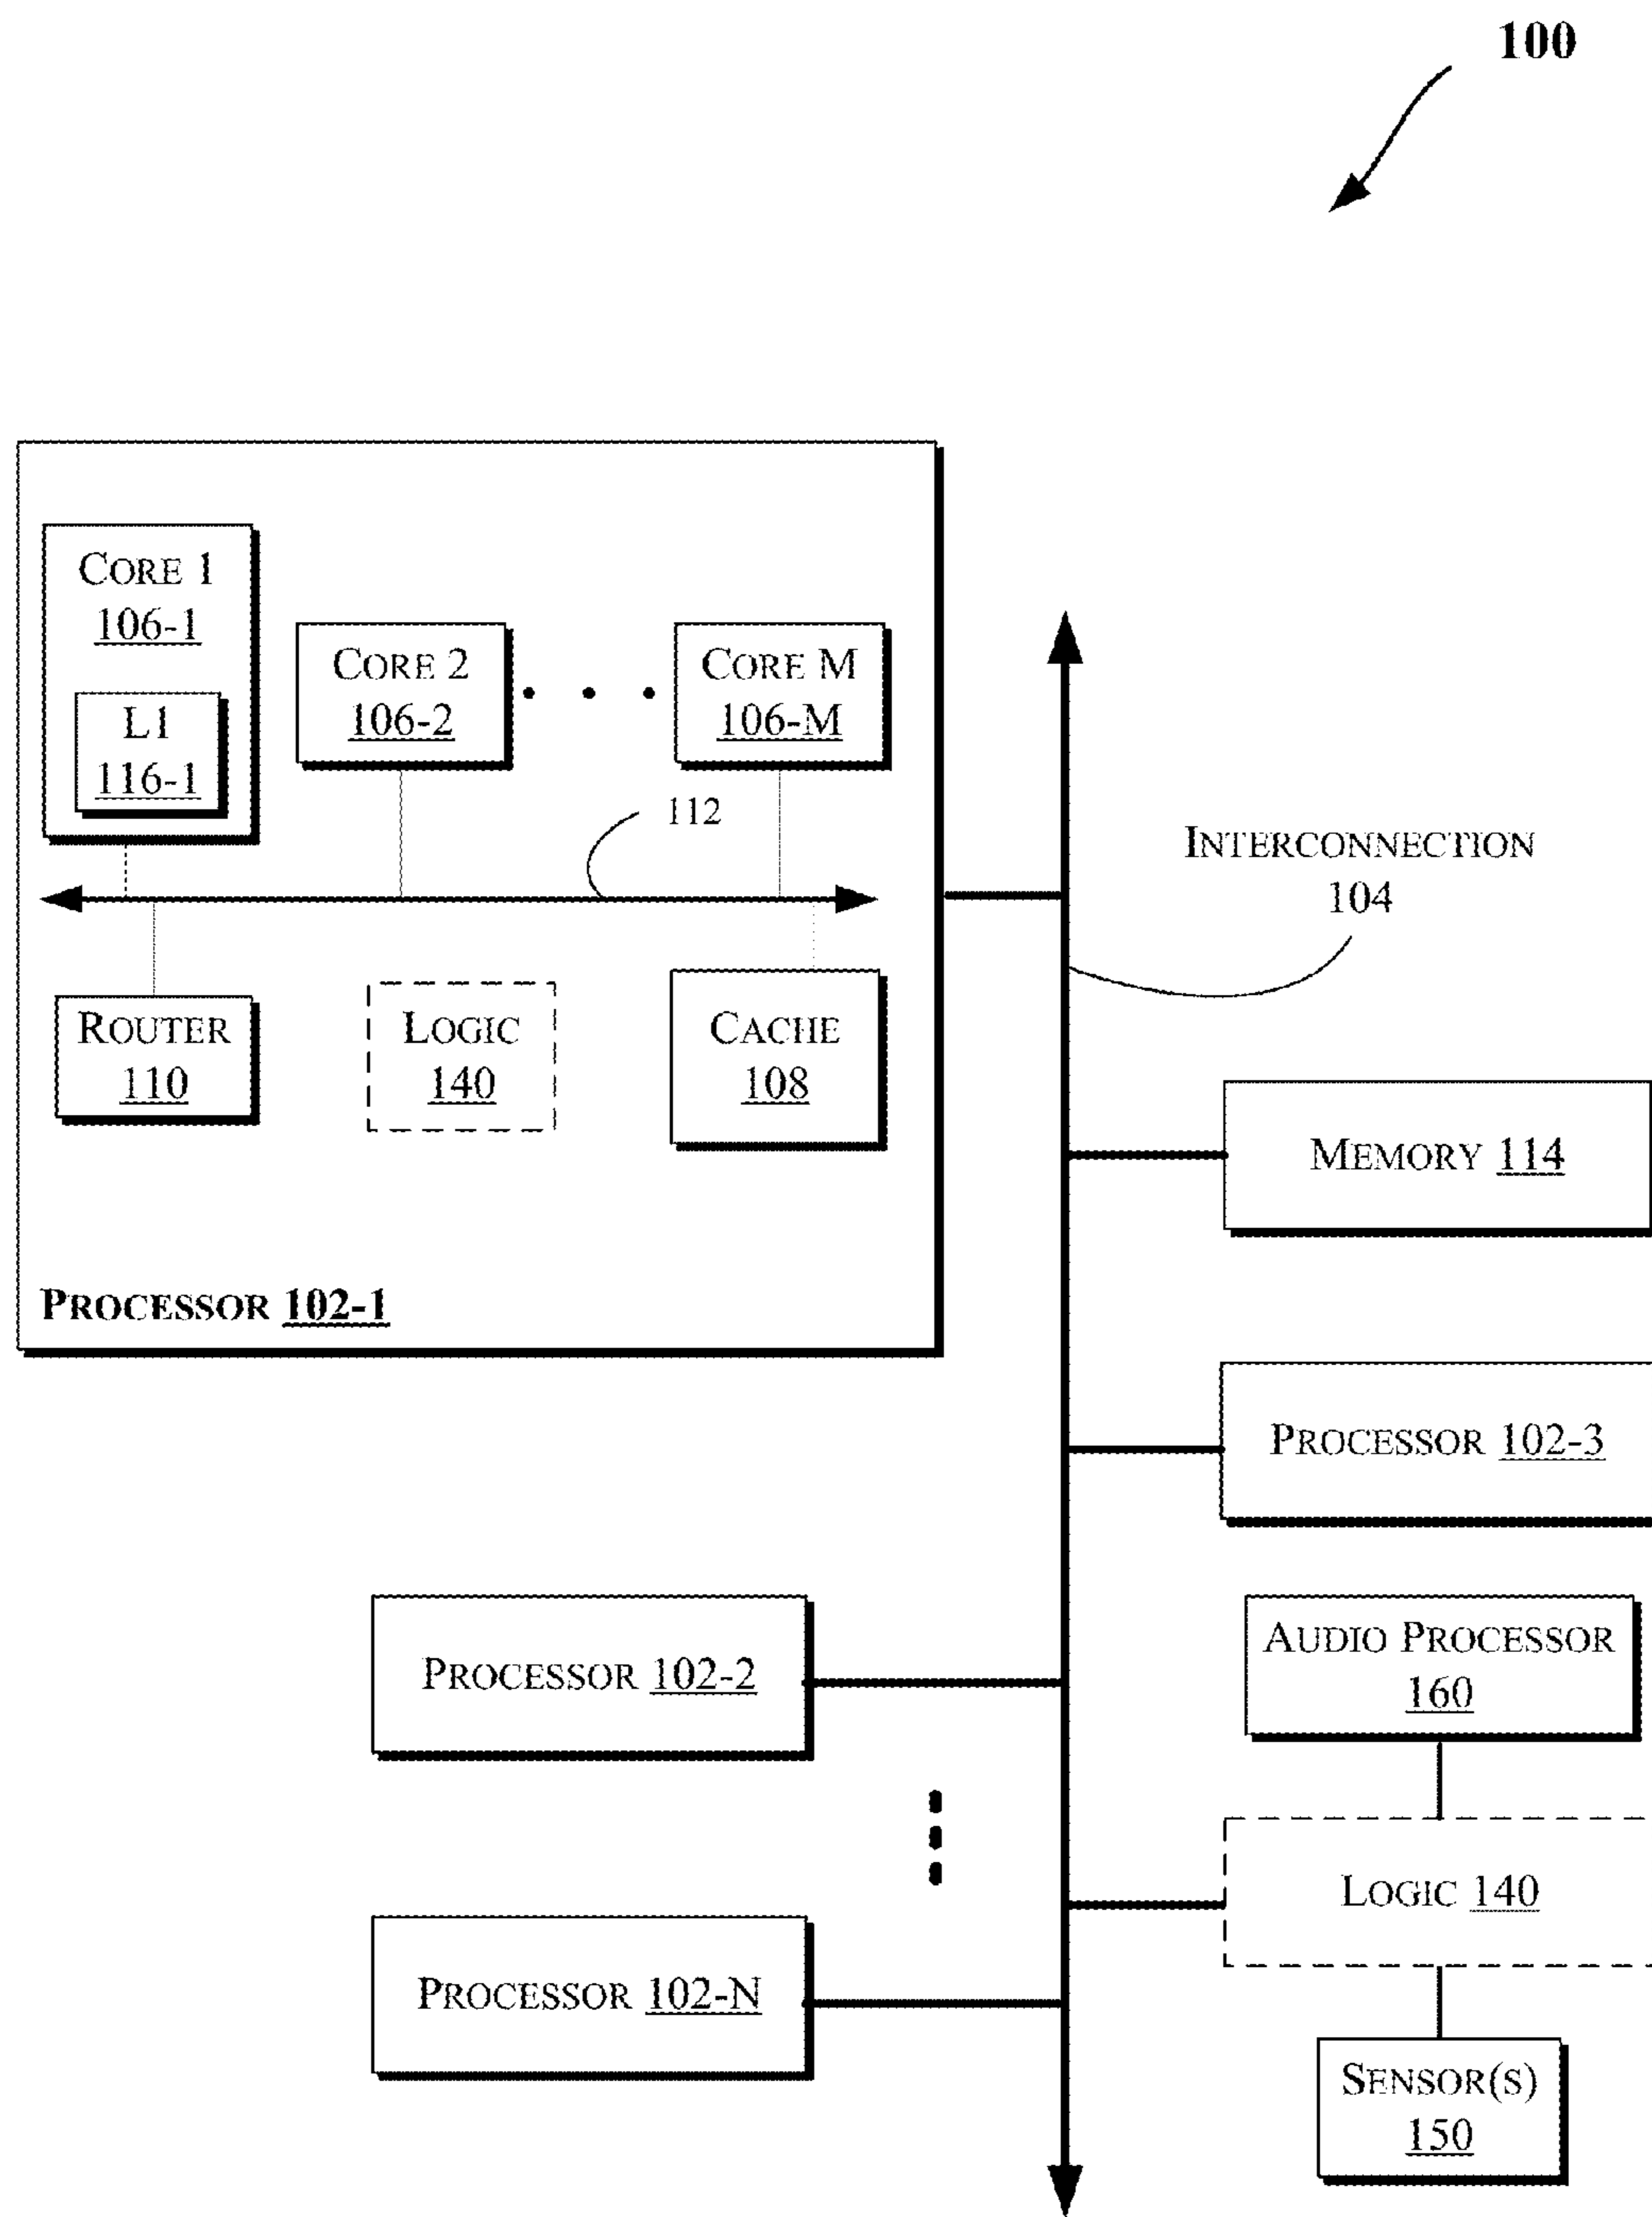 100
CORE 1
106-1
L1
116-1
CORE 2
106-2
CORE M
106-M
112
INTERCONNECTION
104
ROUTER
110
LOGIC
140
CACHE
108
MEMORY 114
PROCESSOR 102-1
PROCESSOR 102-3
PROCESSOR 102-2
AUDIO PROCESSOR
160
LOGIC 140
PROCESSOR 102-N
SENSOR(S)
150